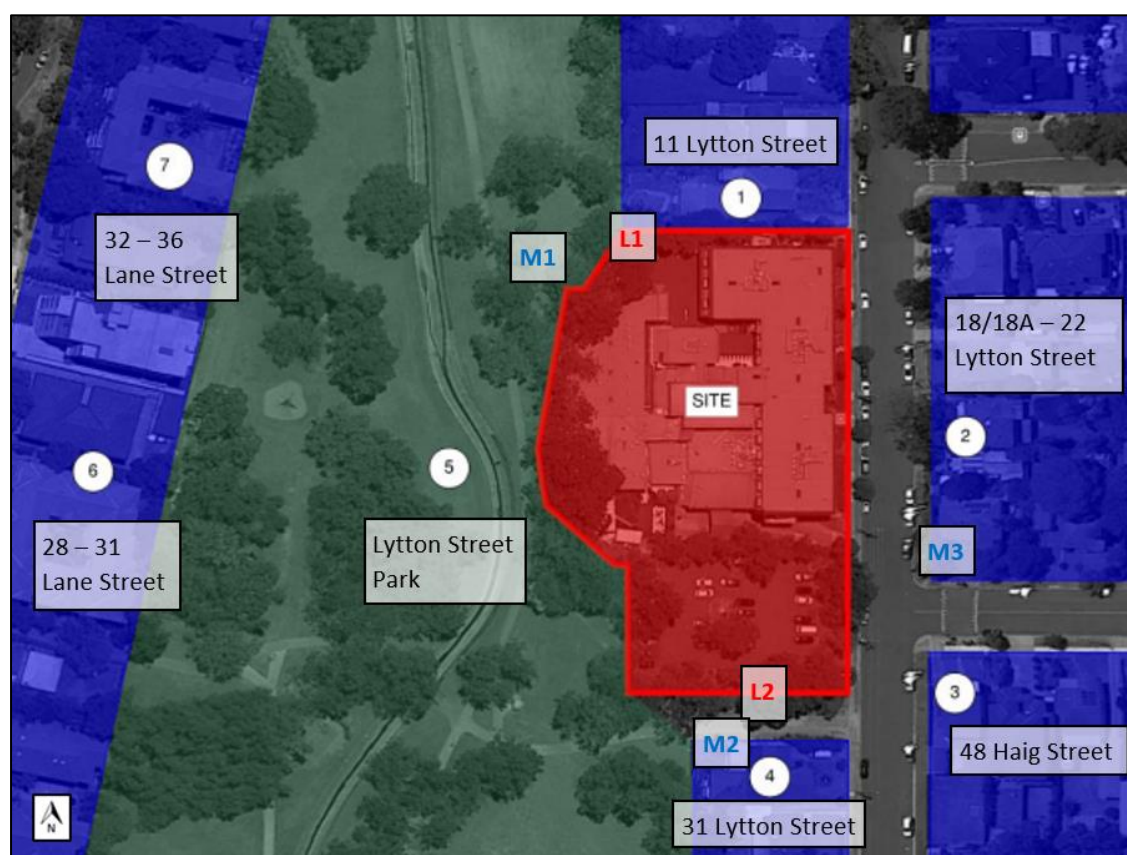 7
32 – 36
Lane Street
11 Lytton Street
1
L1
M1
18/18A – 22
Lytton Street
SITE
2
5
6
28 – 31
Lane Street
Lytton Street
Park
M3
L2
M2
3
48 Haig Street
4
31 Lytton Street
N